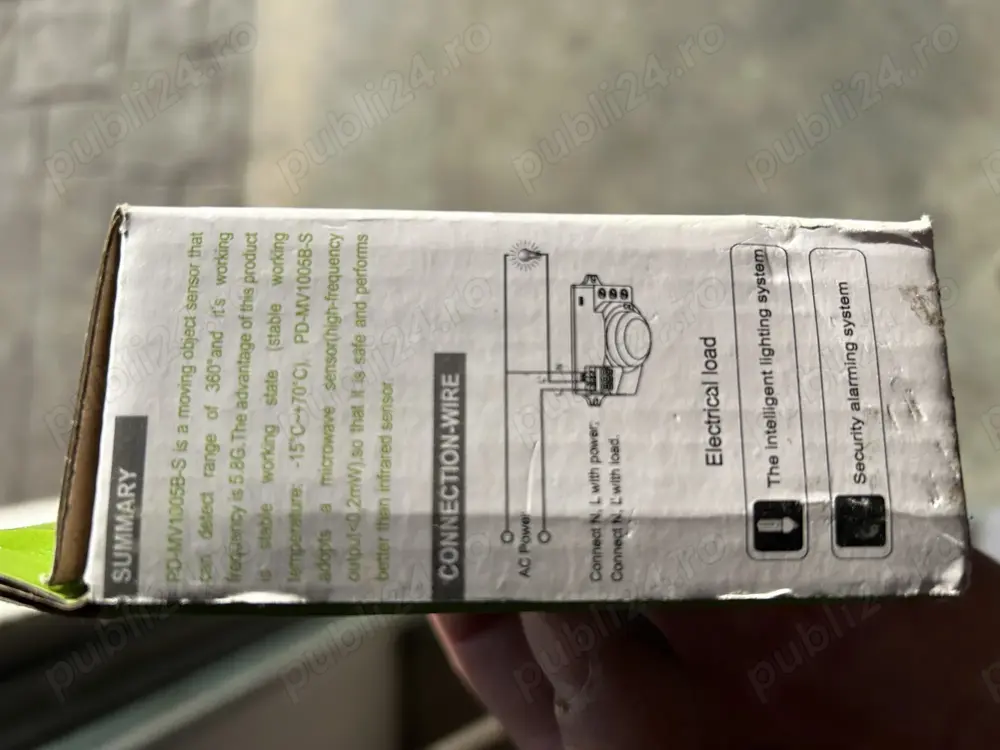 SUMMARY
PD-MV1005B-S is a moving object sensor that
can detect range of 360°and it's working
frequency is 5.8G.The advantage of this product
is stable working state (stable working
temperature: -15°C~+70°C), PD-MV1005B-S
adopts a microwave sensor(high-frequency
output<0.2mW),so that it is safe and performs
better than infrared sensor.
CONNECTION-WIRE
AC Power
Connect N, L with power;
Connect N, L' with load.
Electrical load
The intelligent lighting system
Security alarming system
publi24.ro